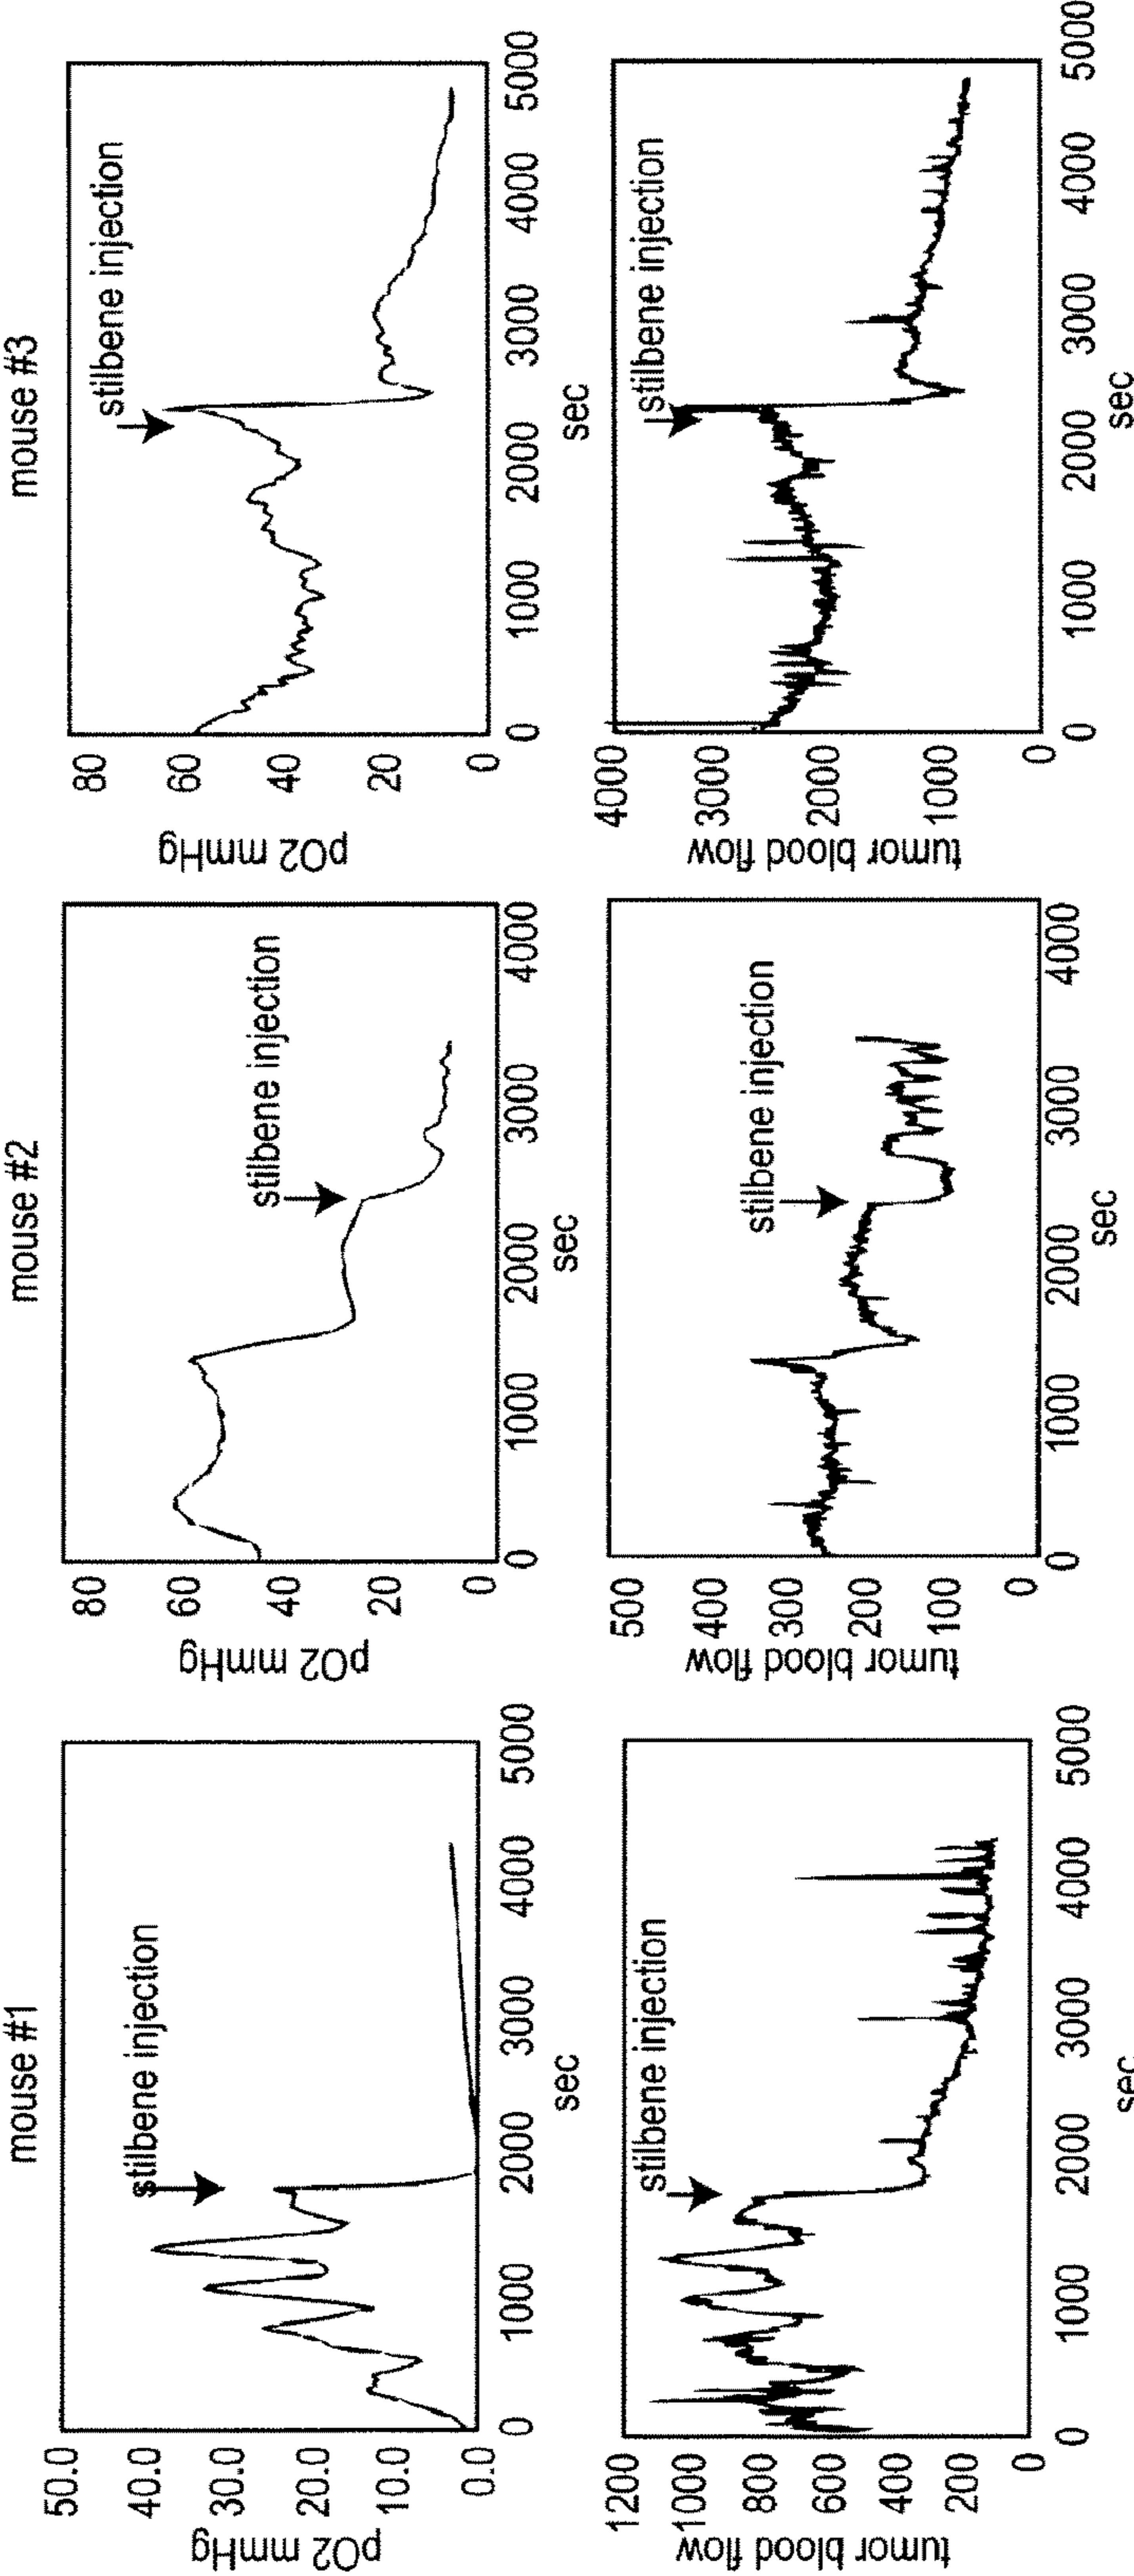 mouse #1
50.0
40.0
30.0
20.0
10.0
0.0
pO2 mmHg
stilbene injection
0 1000 2000 3000 4000 5000
sec
1200
1000
800
600
400
200
0
tumor blood flow
stilbene injection
0 1000 2000 3000 4000 5000
sec
mouse #2
80
60
40
20
0
pO2 mmHg
stilbene injection
0 1000 2000 3000 4000
sec
500
400
300
200
100
0
tumor blood flow
stilbene injection
0 1000 2000 3000 4000
sec
mouse #3
80
60
40
20
0
pO2 mmHg
stilbene injection
0 1000 2000 3000 4000 5000
sec
4000
3000
2000
1000
0
tumor blood flow
stilbene injection
0 1000 2000 3000 4000 5000
sec